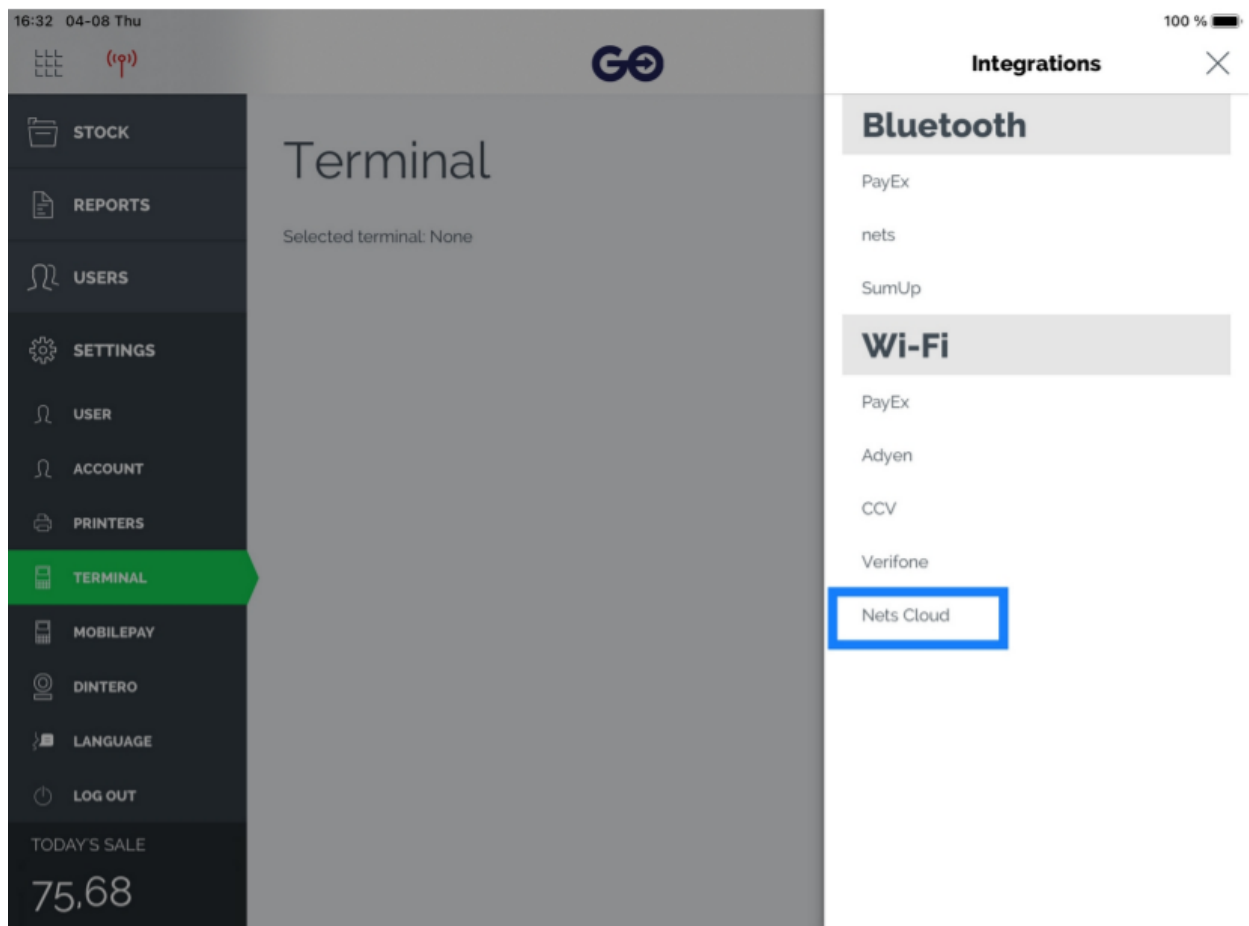 16:32 04-08 Thu
100 %
GO
Integrations
STOCK
REPORTS
USERS
SETTINGS
USER
ACCOUNT
PRINTERS
TERMINAL
MOBILEPAY
DINTERO
LANGUAGE
LOG OUT
TODAY'S SALE
75,68
Terminal
Selected terminal: None
Bluetooth
PayEx
nets
SumUp
Wi-Fi
PayEx
Adyen
CCV
Verifone
Nets Cloud